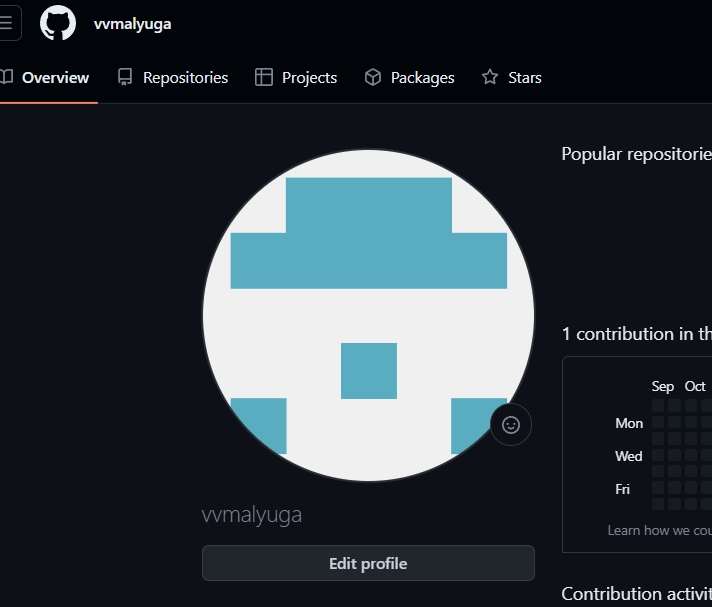 vvmalyuga
Overview Repositories Projects Packages Stars
Popular repositorie
1 contribution in th
Sep Oct
Mon
Wed
Fri
Learn how we cou
vvmalyuga
Edit profile
Contribution activit